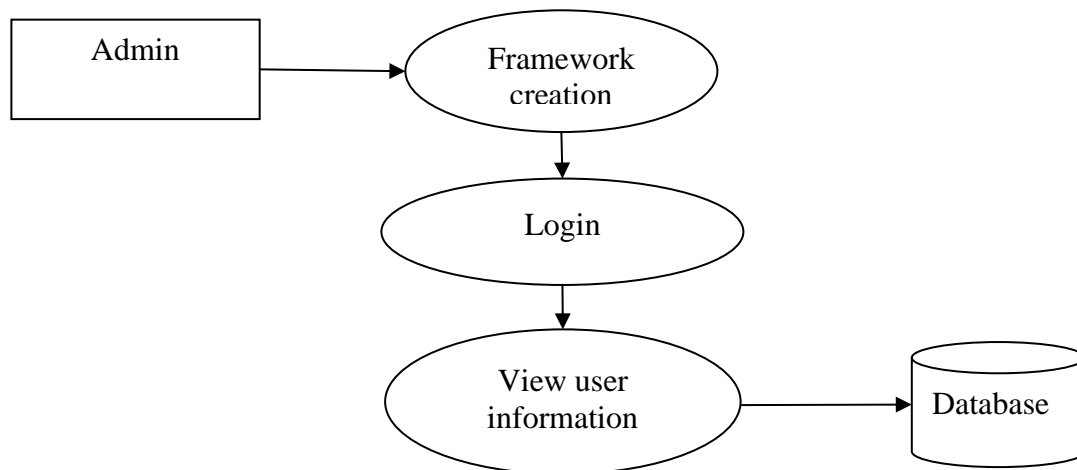 Admin
Framework
creation
Login
View user
information
Database